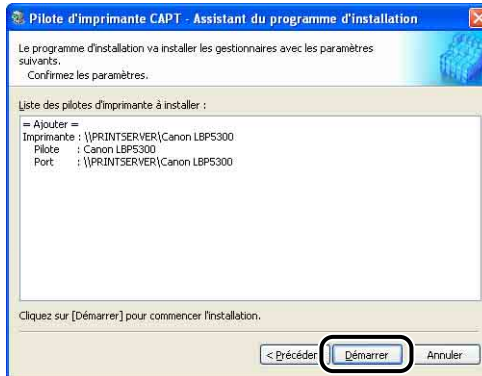 Pilote d'imprimante CAPT - Assistant du programme d'installation
Le programme d'installation va installer les gestionnaires avec les paramètres
suivants.
Confirmez les paramètres.
Liste des pilotes d'imprimante à installer :
= Ajouter =
Imprimante : \\PRINTSERVER\Canon LBP5300
Pilote : Canon LBP5300
Port : \\PRINTSERVER\Canon LBP5300
Cliquez sur [Démarrer] pour commencer l'installation.
< Précédent Démarrer Annuler